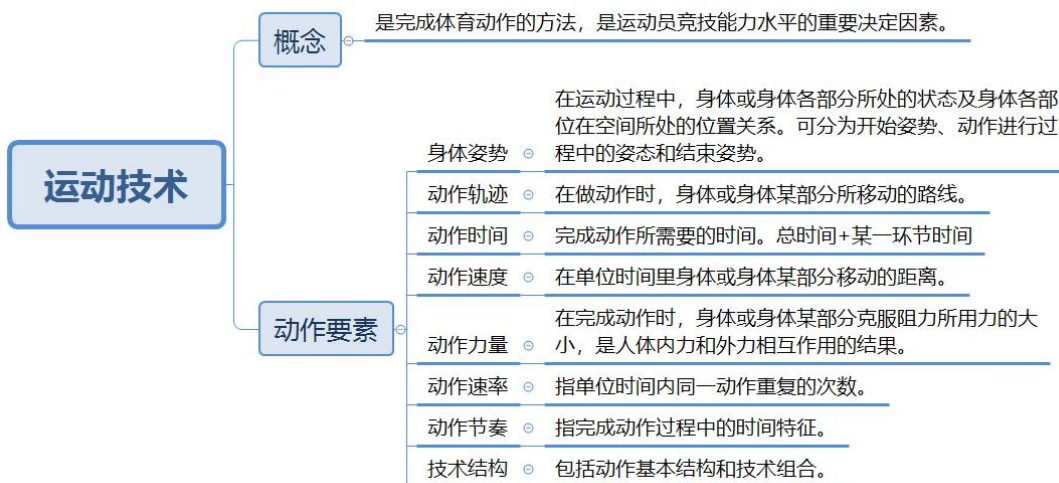 概念
是完成体育动作的方法，是运动员竞技能力水平的重要决定因素。
运动技术
身体姿势
在运动过程中，身体或身体各部分所处的状态及身体各部
位在空间所处的位置关系。可分为开始姿势、动作进行过
程中的姿态和结束姿势。
动作轨迹
在做动作时，身体或身体某部分所移动的路线。
动作时间
完成动作所需要的时间。总时间+某一环节时间
动作速度
在单位时间里身体或身体某部分移动的距离。
动作要素
动作力量
在完成动作时，身体或身体某部分克服阻力所用力的大
小，是人体内力和外力相互作用的结果。
动作速率
指单位时间内同一动作重复的次数。
动作节奏
指完成动作过程中的时间特征。
技术结构
包括动作基本结构和技术组合。